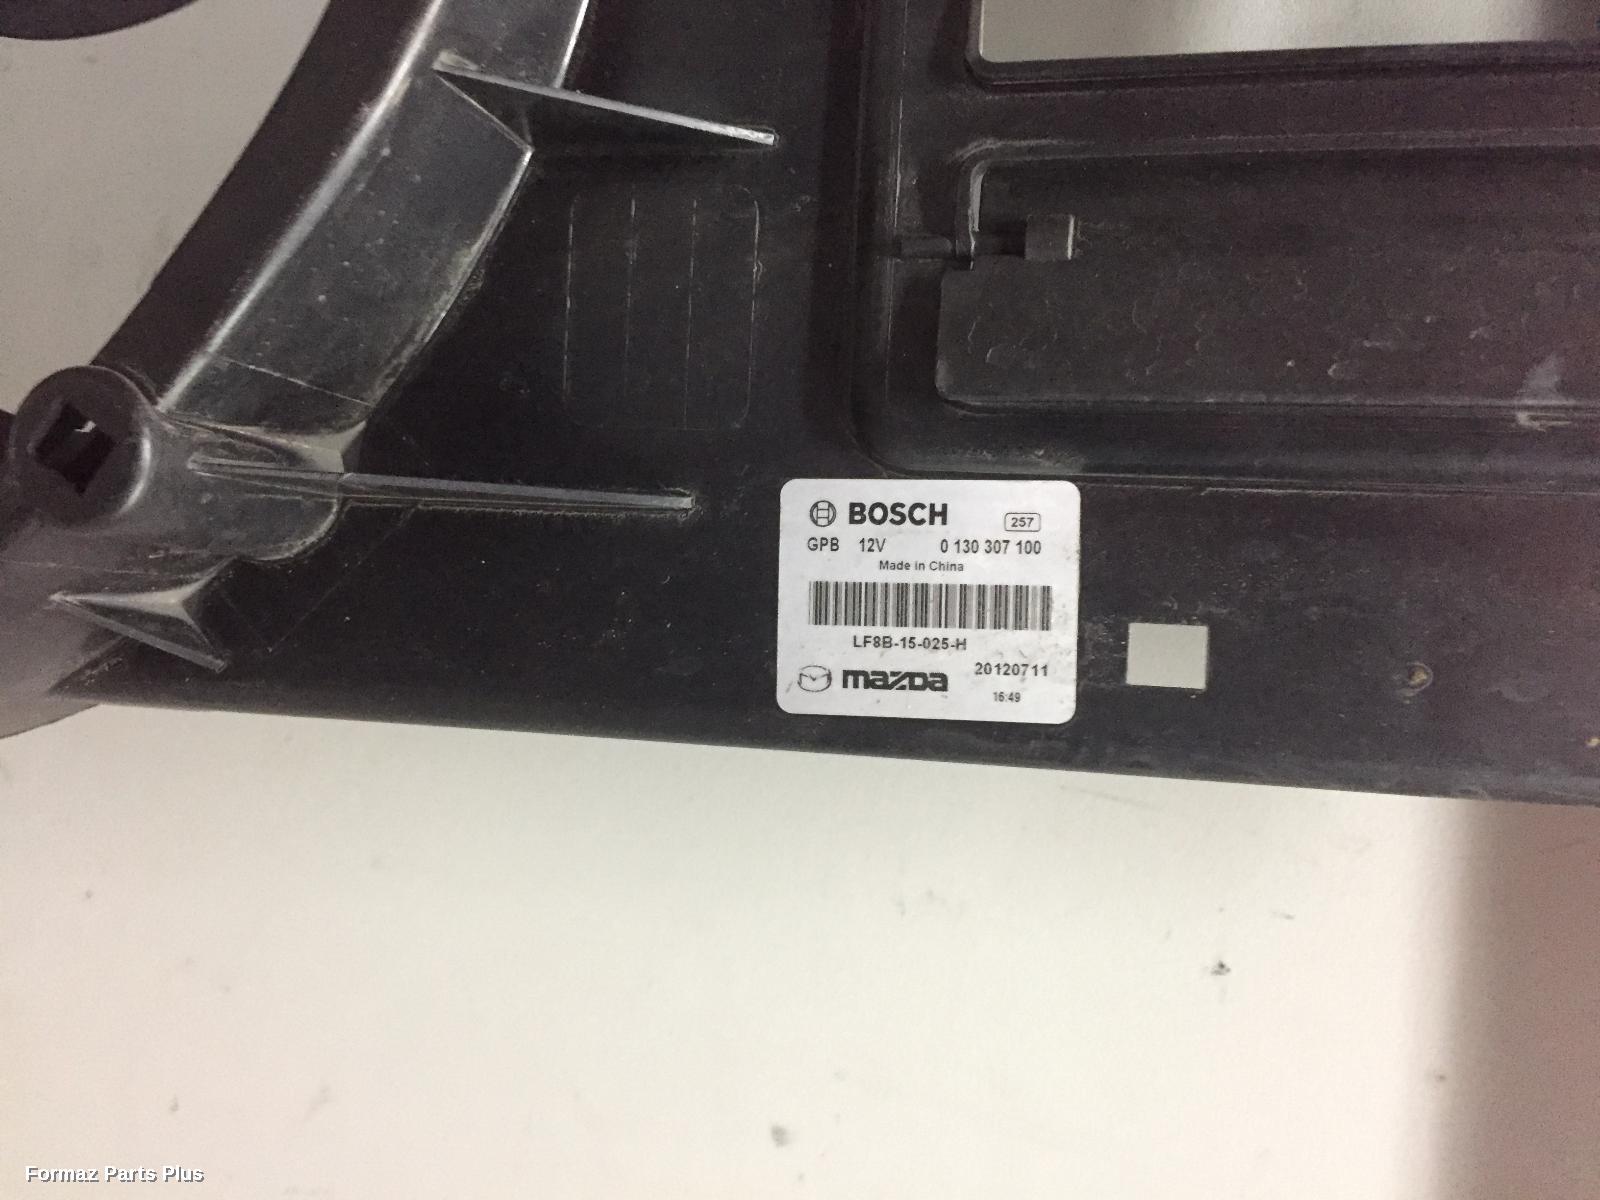 BOSCH 257
GPB 12V 0 130 307 100
Made in China
LF8B-15-025-H
mazda 20120711
16:49
Formaz Parts Plus